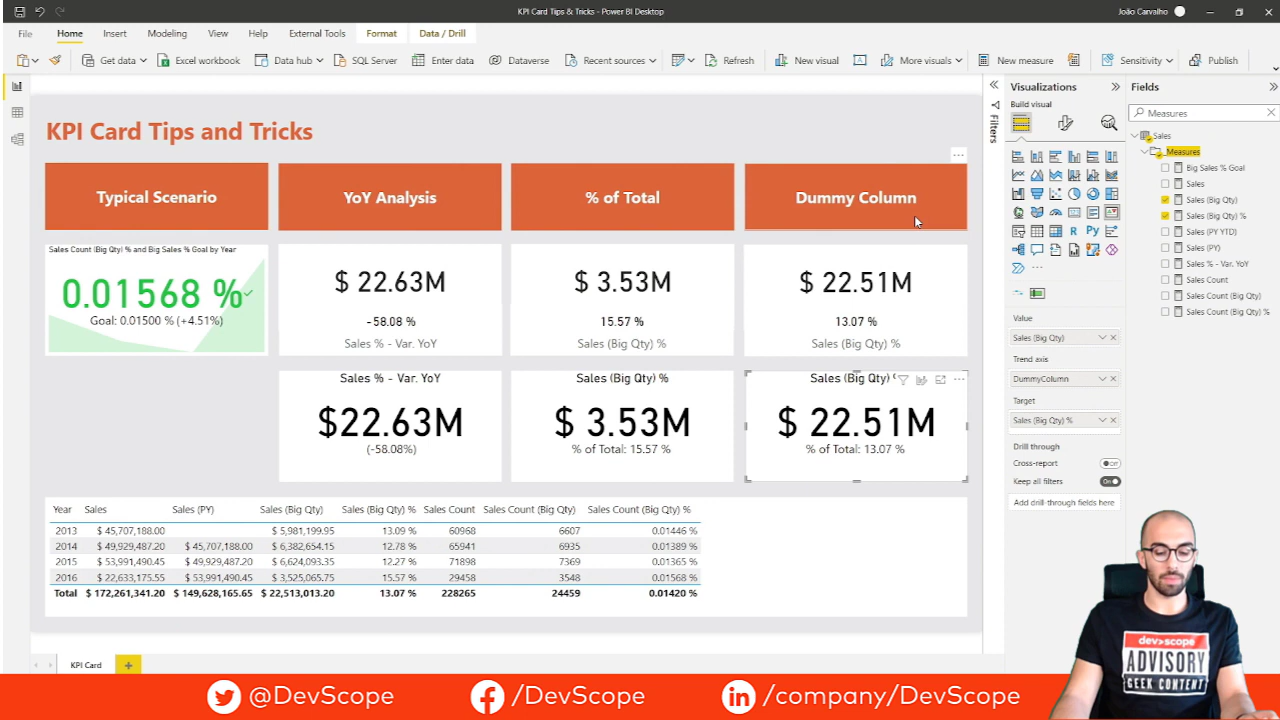 KPI Card Tips & Tricks - Power BI Desktop
João Carvalho
File Home Insert Modeling View Help External Tools Format Data / Drill
Get data Excel workbook Data hub SQL Server Enter data Dataverse Recent sources Refresh New visual More visuals New measure Sensitivity Publish
KPI Card Tips and Tricks
Typical Scenario
YoY Analysis
% of Total
Dummy Column
Sales Count (Big Qty) % and Big Sales % Goal by Year
0.01568 %
Goal: 0.01500 % (+4.51%)
$ 22.63M
-58.08 %
Sales % - Var. YoY
$ 3.53M
15.57 %
Sales (Big Qty) %
$ 22.51M
13.07 %
Sales (Big Qty) %
Sales % - Var. YoY
$22.63M
(-58.08%)
Sales (Big Qty) %
$ 3.53M
% of Total: 15.57 %
Sales (Big Qty)
$ 22.51M
% of Total: 13.07 %
Year Sales Sales (PY) Sales (Big Qty) Sales (Big Qty) % Sales Count Sales Count (Big Qty) Sales Count (Big Qty) %
2013 $ 45,707,188.00 $ 5,981,199.95 13.09 % 60968 6607 0.01446 %
2014 $ 49,929,487.20 $ 45,707,188.00 $ 6,382,654.15 12.78 % 65941 6935 0.01389 %
2015 $ 53,991,490.45 $ 49,929,487.20 $ 6,624,093.35 12.27 % 71898 7369 0.01365 %
2016 $ 22,633,175.55 $ 53,991,490.45 $ 3,525,065.75 15.57 % 29458 3548 0.01568 %
Total $ 172,261,341.20 $ 149,628,165.65 $ 22,513,013.20 13.07 % 228265 24459 0.01420 %
KPI Card
Filters
Visualizations
Build visual
R
Py
Value
Sales (Big Qty)
Trend axis
DummyColumn
Target
Sales (Big Qty) %
Drill through
Cross-report
Off
Keep all filters
On
Add drill-through fields here
Fields
Measures
Sales
Measures
Big Sales % Goal
Sales
Sales (Big Qty)
Sales (Big Qty) %
Sales (PY YTD)
Sales (PY)
Sales % - Var. YoY
Sales Count
Sales Count (Big Qty)
Sales Count (Big Qty) %
dev>scope
ADVISORY
GEEK CONTENT
@DevScope
/DevScope
/company/DevScope